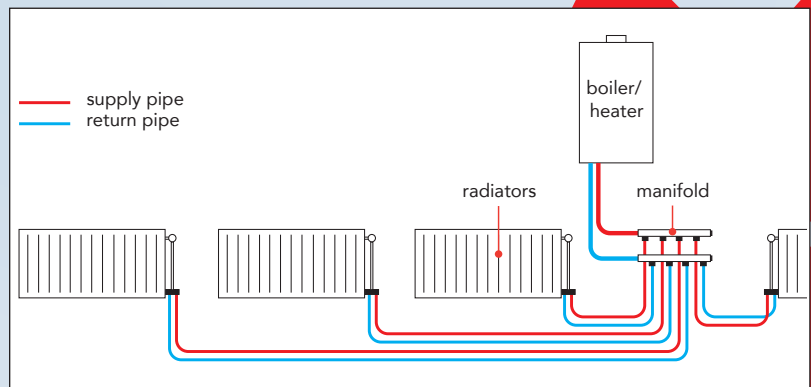 supply pipe
return pipe
boiler/
heater
radiators
manifold